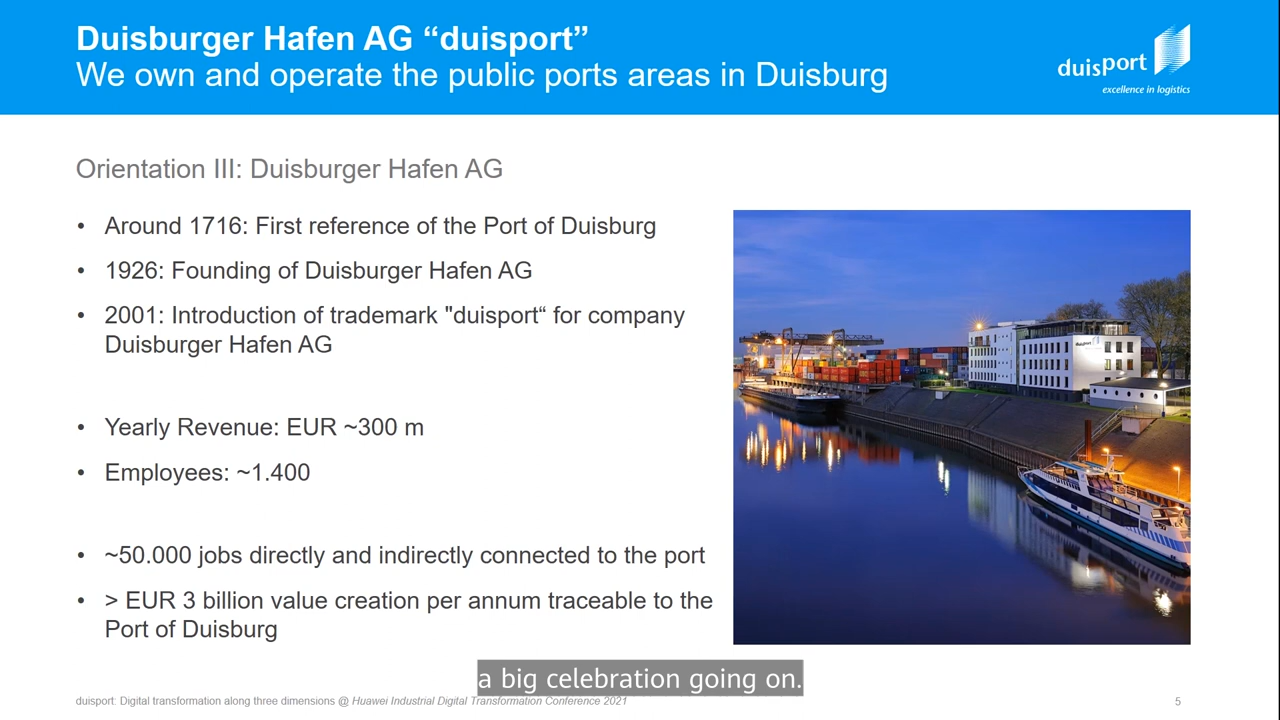 Duisburger Hafen AG “duisport”
We own and operate the public ports areas in Duisburg
duisport
excellence in logistics
Orientation III: Duisburger Hafen AG
• Around 1716: First reference of the Port of Duisburg
• 1926: Founding of Duisburger Hafen AG
• 2001: Introduction of trademark "duisport“ for company
Duisburger Hafen AG
• Yearly Revenue: EUR ~300 m
• Employees: ~1.400
• ~50.000 jobs directly and indirectly connected to the port
• > EUR 3 billion value creation per annum traceable to the
Port of Duisburg
duisport
a big celebration going on.
duisport: Digital transformation along three dimensions @ Huawei Industrial Digital Transformation Conference 2021
5